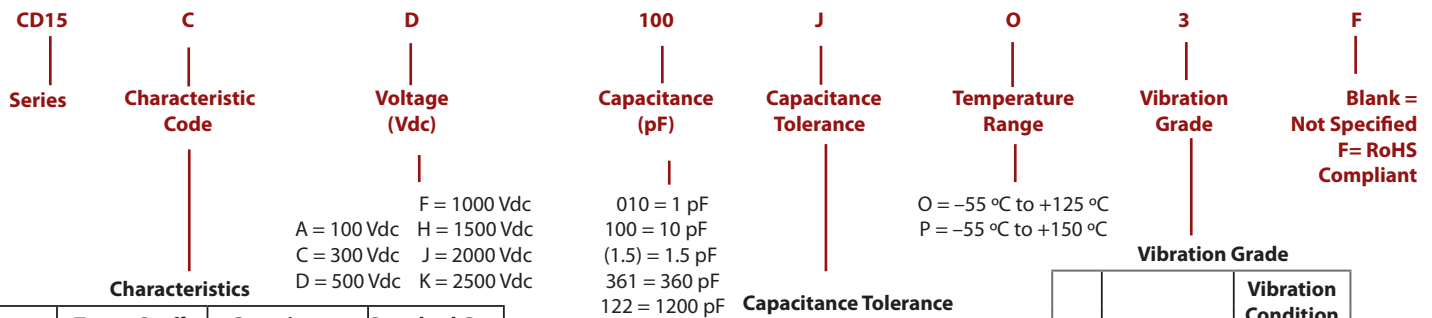 CD15 C D 100 J O 3 F
Series Characteristic Code Voltage (Vdc) Capacitance (pF) Capacitance Tolerance Temperature Range Vibration Grade Blank = Not Specified F= RoHS Compliant
F = 1000 Vdc
A = 100 Vdc H = 1500 Vdc
C = 300 Vdc J = 2000 Vdc
D = 500 Vdc K = 2500 Vdc
010 = 1 pF
100 = 10 pF
(1.5) = 1.5 pF
361 = 360 pF
122 = 1200 pF
O = –55 ºC to +125 ºC
P = –55 ºC to +150 ºC
Characteristics
Capacitance Tolerance
Vibration Grade
Vibration
Condition